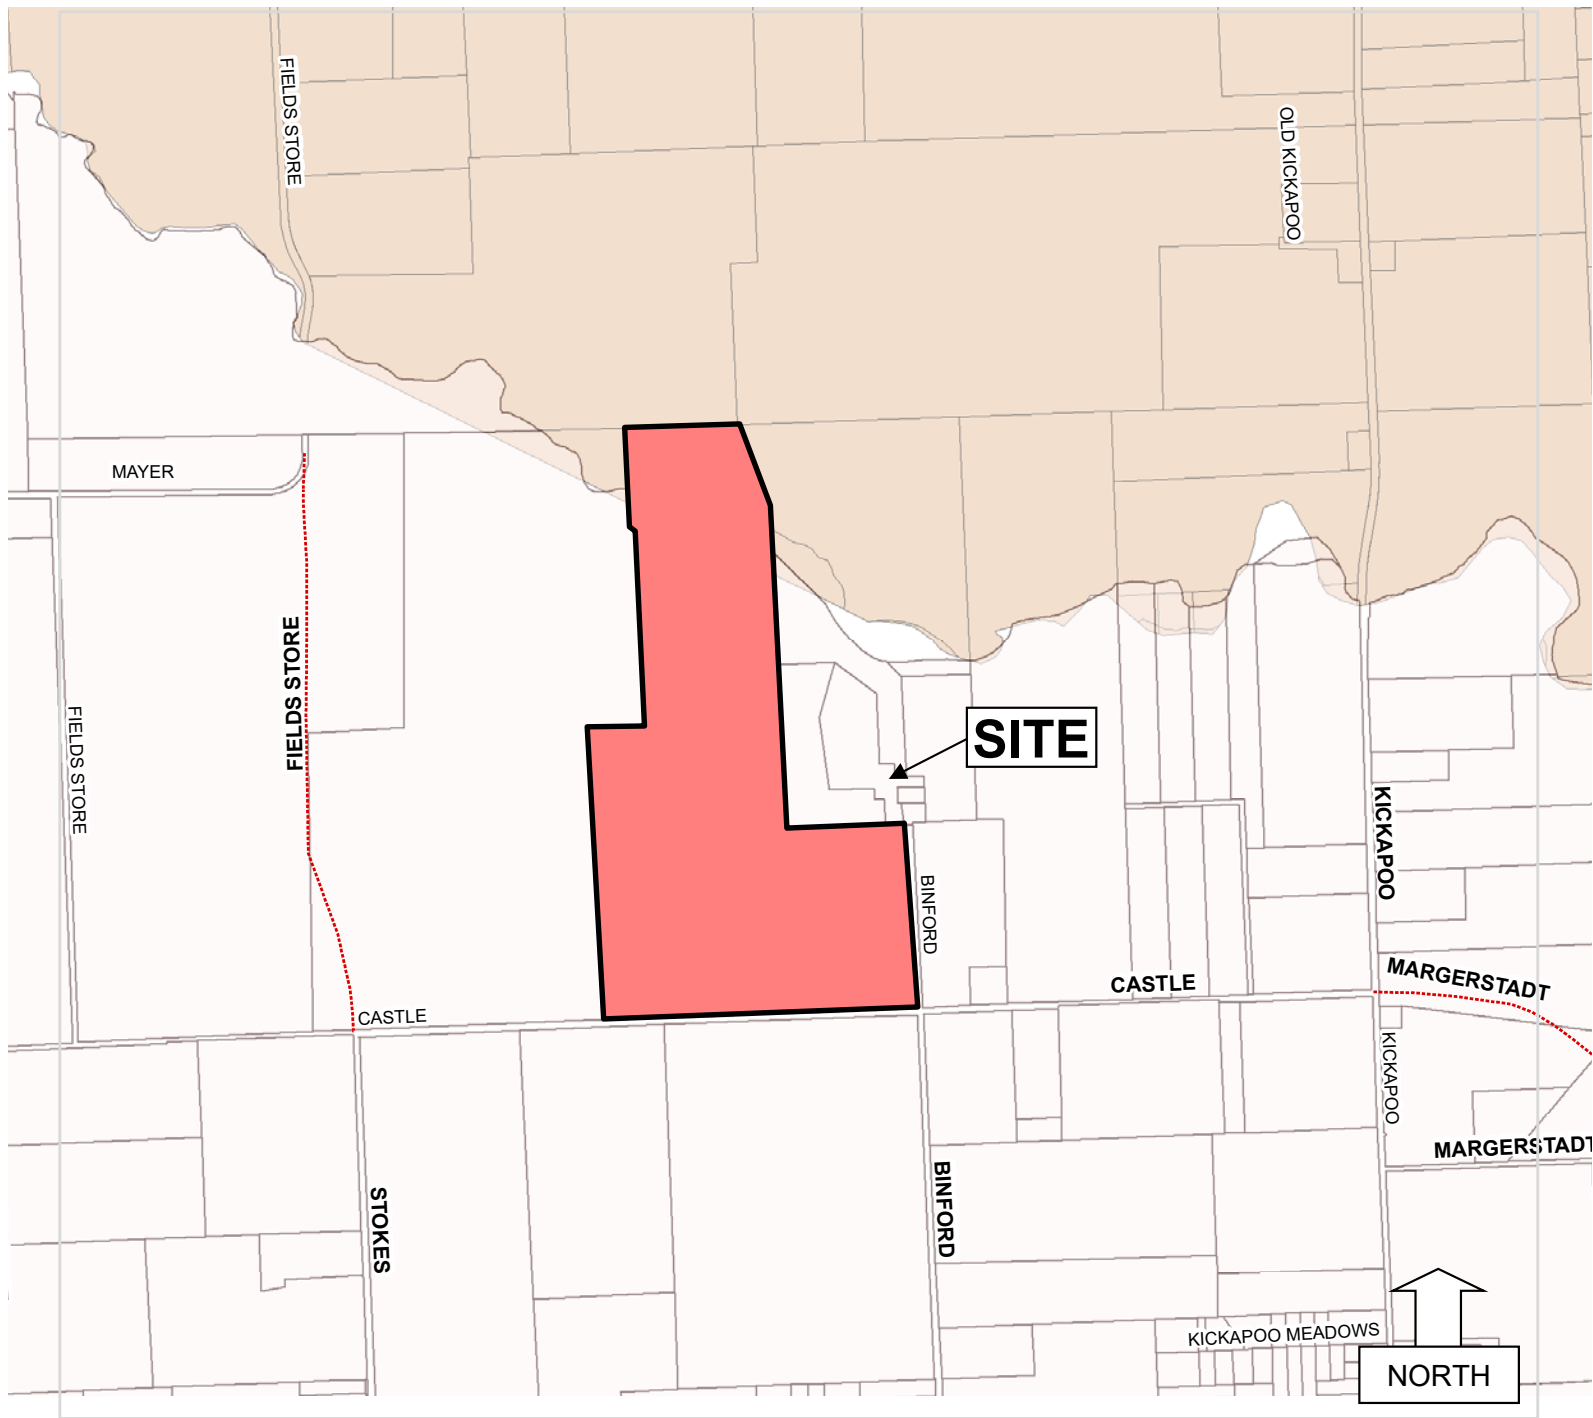 FIELDS STORE
OLD KICKAPOO
MAYER
FIELDS STORE
FIELDS STORE
SITE
KICKAPOO
BINFORD
MARGERSTADT
CASTLE
CASTLE
KICKAPOO
MARGERSTADT
BINFORD
STOKES
KICKAPOO MEADOWS
NORTH